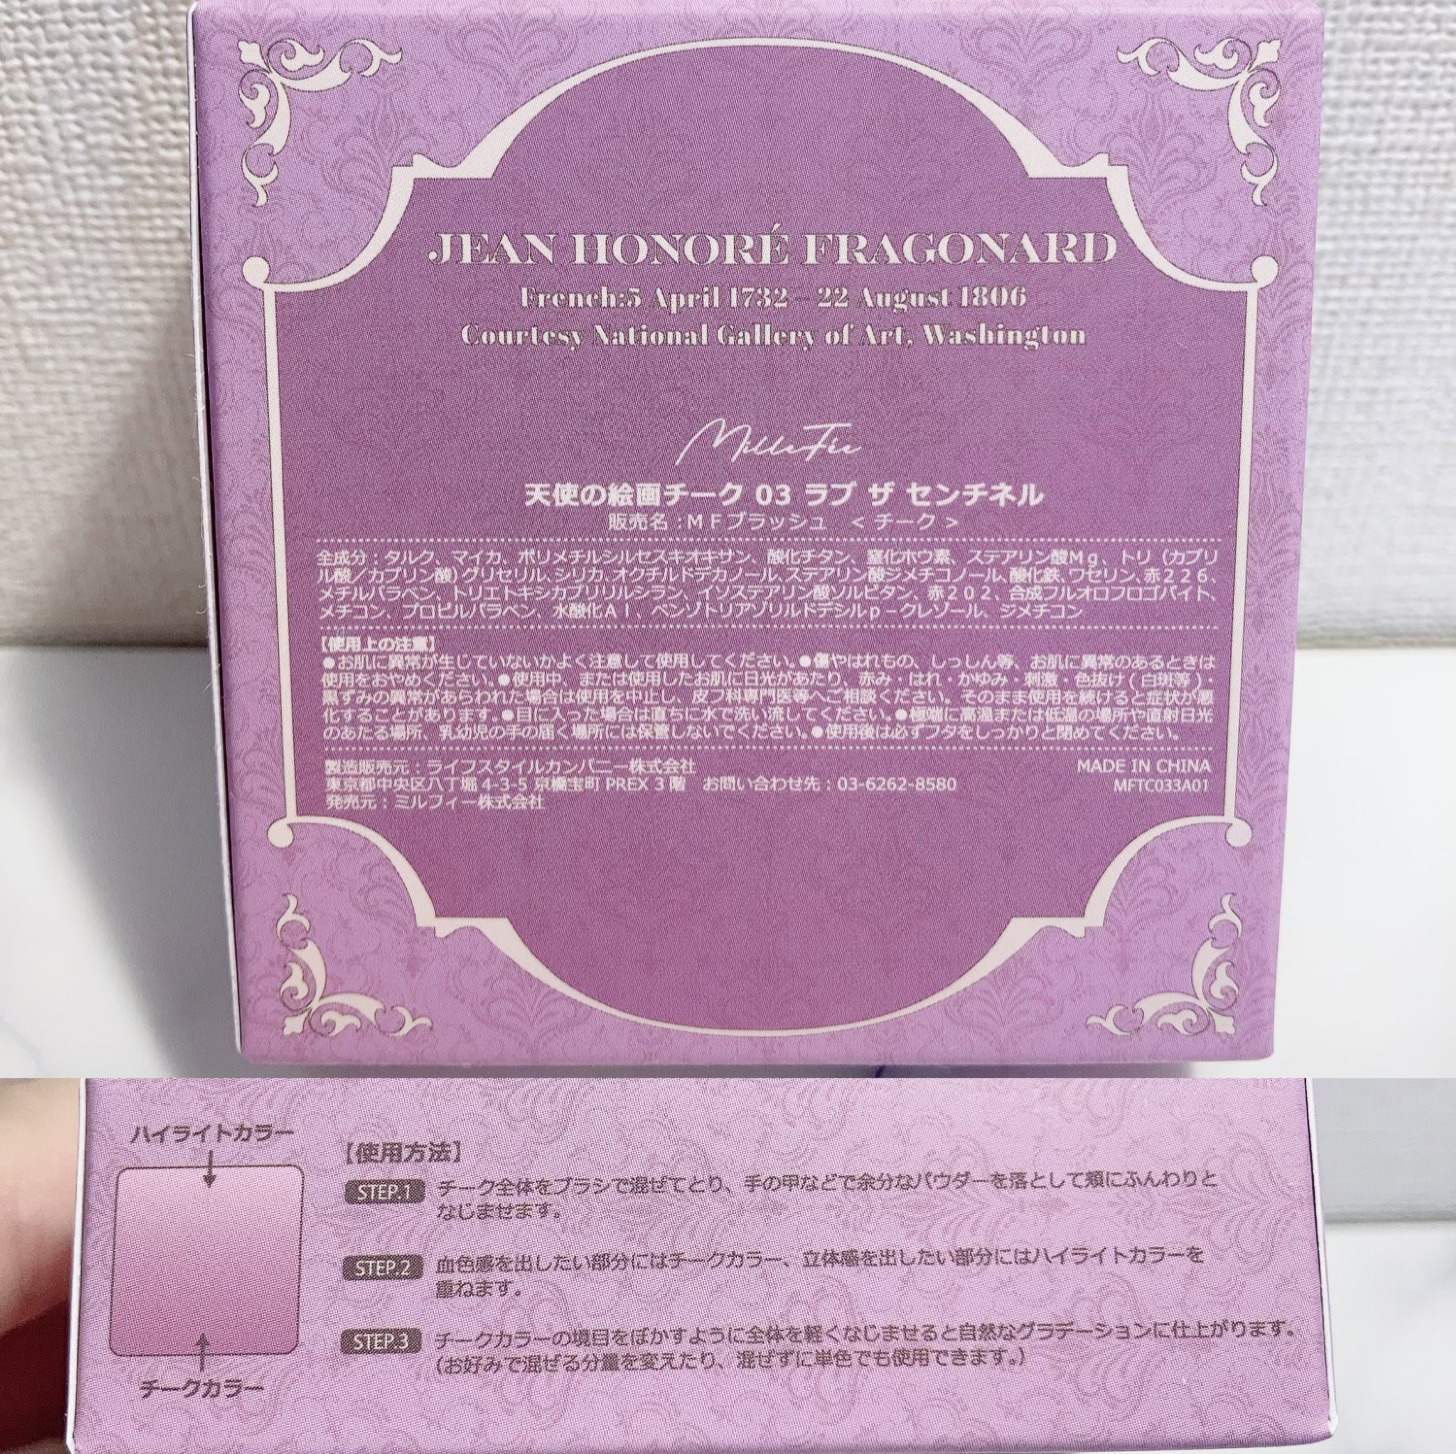 JEAN HONORÉ FRAGONARD
French:5 April 1732 – 22 August 1806
Courtesy National Gallery of Art, Washington
MilleFée
天使の絵画チーク 03 ラブ ザ センチネル
販売名:ＭＦブラッシュ ＜チーク＞
全成分：タルク、マイカ、ポリメチルシルセスキオキサン、酸化チタン、窒化ホウ素、ステアリン酸Ｍｇ、トリ（カプリ
ル酸／カプリン酸）グリセリル、シリカ、オクチルドデカノール、ステアリン酸ジメチコノール、酸化鉄、ワセリン、赤２２６、
メチルパラベン、トリエトキシカプリリルシラン、イソステアリン酸ソルビタン、赤２０２、合成フルオロフロゴパイト、
メチコン、プロピルパラベン、水酸化Ａｌ、ベンゾトリアゾリルドデシルｐ－クレゾール、ジメチコン
【使用上の注意】
●お肌に異常が生じていないかよく注意して使用してください。●傷やはれもの、しっしん等、お肌に異常のあるときは
使用をおやめください。●使用中、または使用したお肌に日光があたり、赤み・はれ・かゆみ・刺激・色抜け（白斑等）・
黒ずみの異常があらわれた場合は使用を中止し、皮フ科専門医等へご相談ください。そのまま使用を続けると症状が悪
化することがあります。●目に入った場合は直ちに水で洗い流してください。●極端に高温または低温の場所や直射日光
のあたる場所、乳幼児の手の届く場所には保管しないでください。●使用後は必ずフタをしっかりと閉めてください。
製造販売元：ライフスタイルカンパニー株式会社 MADE IN CHINA
東京都中央区八丁堀 4-3-5 京橋宝町 PREX 3 階 お問い合わせ先：03-6262-8580 MFTC033A01
発売元：ミルフィー株式会社
ハイライトカラー
【使用方法】
STEP.1 チーク全体をブラシで混ぜてとり、手の甲などで余分なパウダーを落として頬にふんわりと
なじませます。
STEP.2 血色感を出したい部分にはチークカラー、立体感を出したい部分にはハイライトカラーを
重ねます。
STEP.3 チークカラーの境目をぼかすように全体を軽くなじませると自然なグラデーションに仕上がります。
(お好みで混ぜる分量を変えたり、混ぜずに単色でも使用できます。)
チークカラー